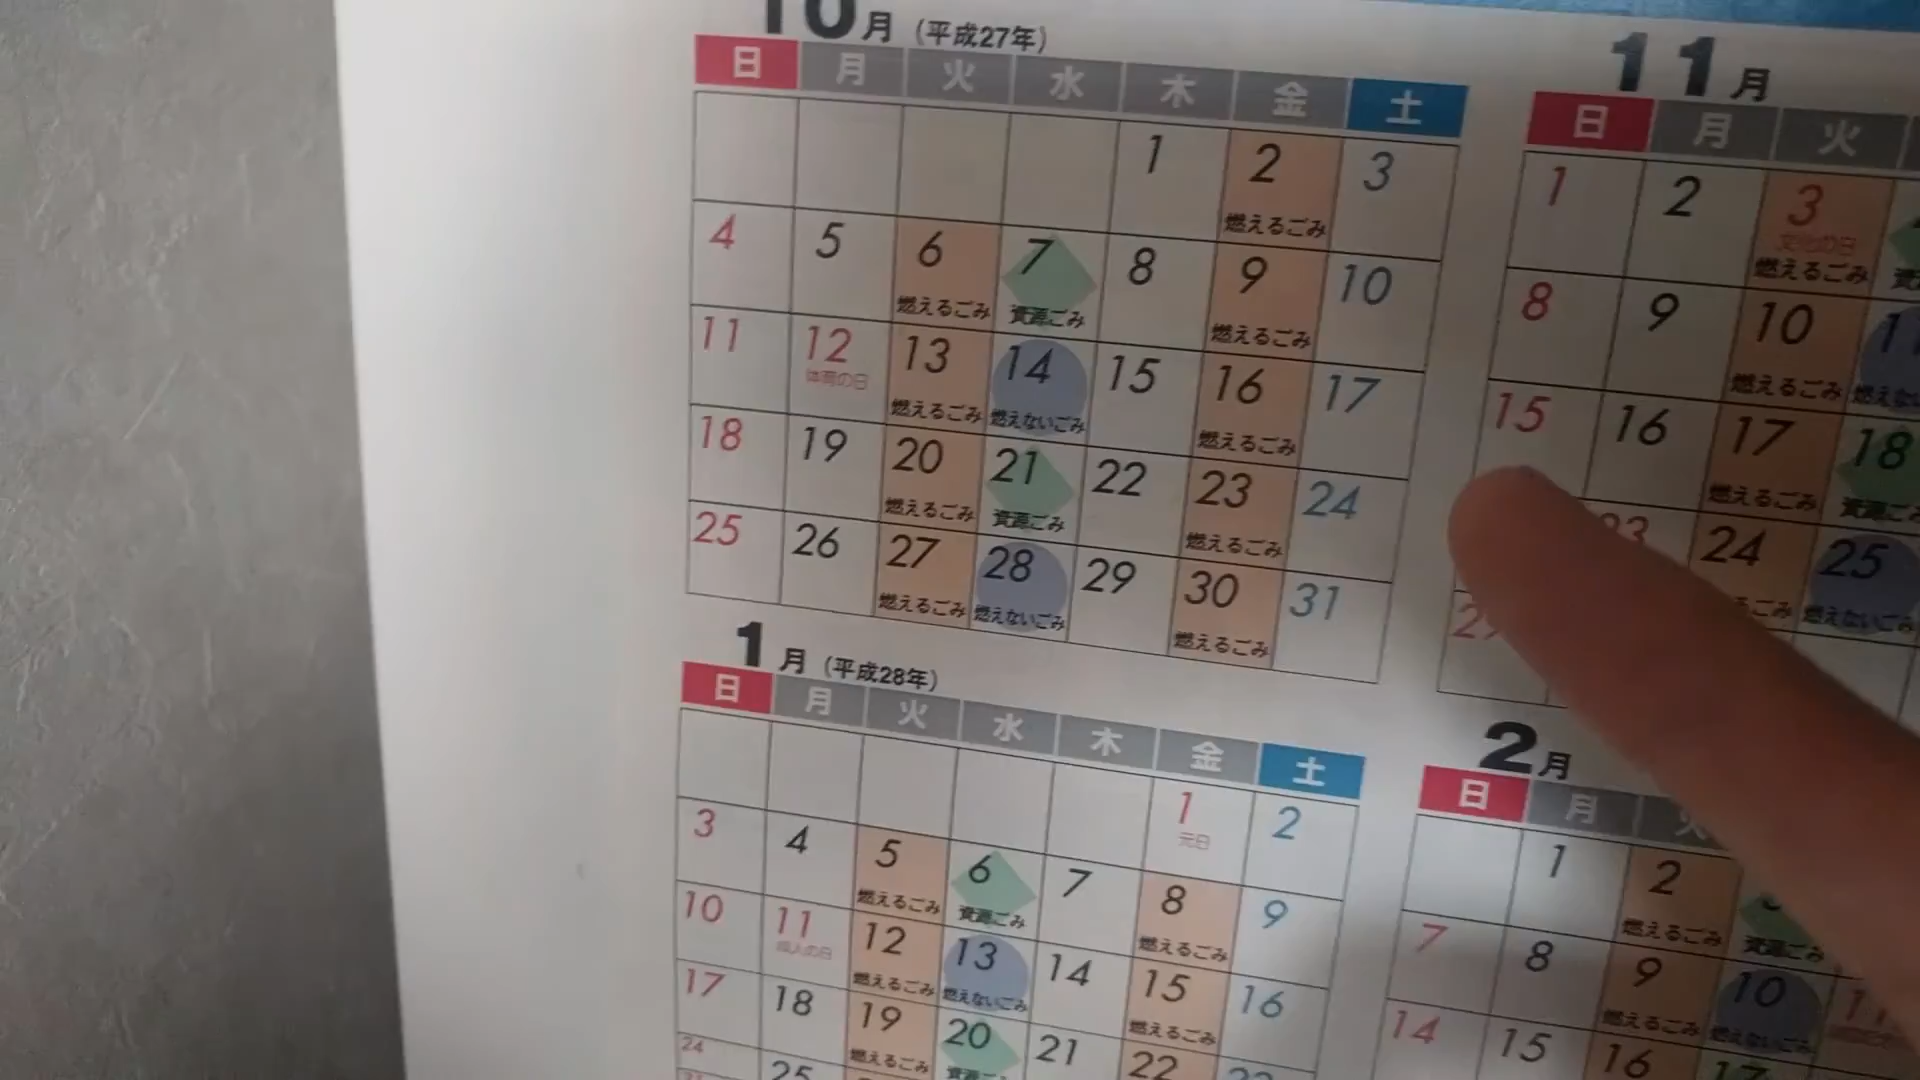 10月（平成27年）
日 月 火 水 木 金 土
1 2 3
燃えるごみ
4 5 6 7 8 9 10
燃えるごみ 資源ごみ 燃えるごみ
11 12 13 14 15 16 17
体育の日 燃えるごみ 燃えないごみ 燃えるごみ
18 19 20 21 22 23 24
燃えるごみ 資源ごみ 燃えるごみ
25 26 27 28 29 30 31
燃えるごみ 燃えないごみ 燃えるごみ
11月
日 月 火
1 2 3
文化の日
燃えるごみ
8 9 10
燃えるごみ
15 16 17 18
燃えるごみ 資源ごみ
24 25
燃えないごみ
1月（平成28年）
日 月 火 水 木 金 土
1 2
元日
3 4 5 6 7 8 9
燃えるごみ 資源ごみ 燃えるごみ
10 11 12 13 14 15 16
成人の日 燃えるごみ 燃えないごみ 燃えるごみ
17 18 19 20 21 22
燃えるごみ
24 25
2月
日 月
1 2
燃えるごみ 資源ごみ
7 8 9 10
燃えるごみ 燃えないごみ
14 15 16 17